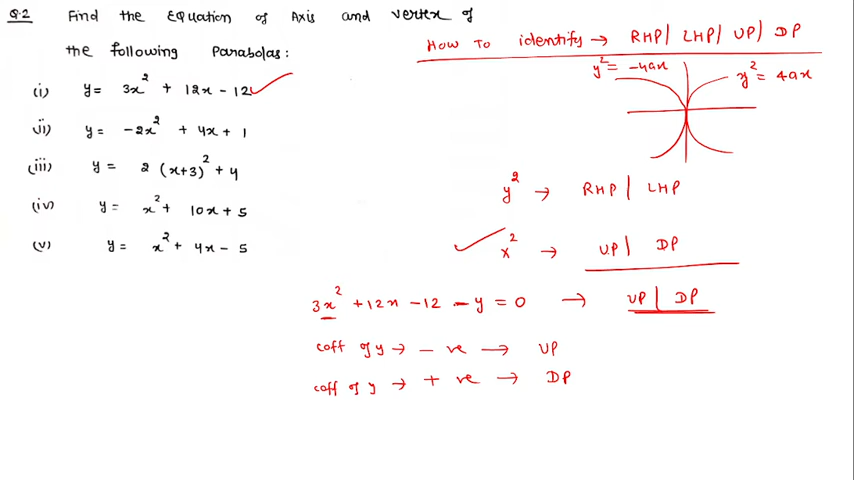 Q.2 Find the Equation of Axis and vertex of
the following Parabolas:
(i) y = 3x² + 12x - 12
(ii) y = -2x² + 4x + 1
(iii) y = 2 (x+3)² + 4
(iv) y = x² + 10x + 5
(v) y = x² + 4x - 5
How To identify → RHP | LHP | UP | DP
y² = -4ax
y² = 4ax
y² → RHP | LHP
x² → UP | DP
3x² + 12x - 12 - y = 0 → UP | DP
coff of y → - ve → UP
coff of y → + ve → DP